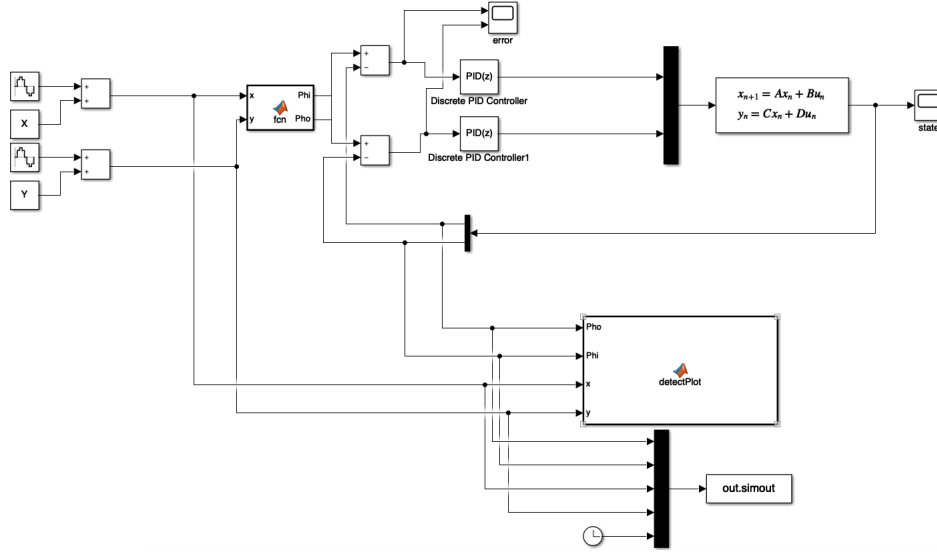 error
+
−
PID(z)
Discrete PID Controller
+
+
X
x
y
fcn
Phi
Pho
+
−
PID(z)
Discrete PID Controller1
xₙ₊₁ = Axₙ + Buₙ
yₙ = Cxₙ + Duₙ
state
+
+
Y
Pho
Phi
x
y
detectPlot
out.simout